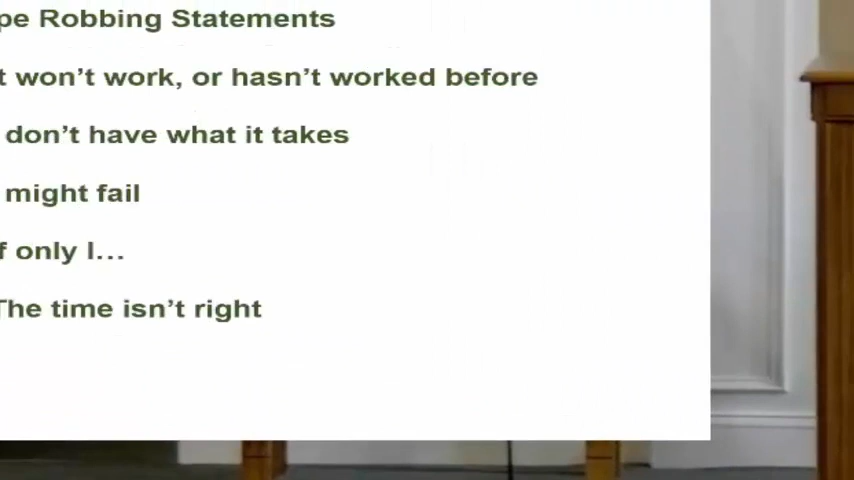 pe Robbing Statements
t won't work, or hasn't worked before
don't have what it takes
might fail
f only I...
The time isn't right